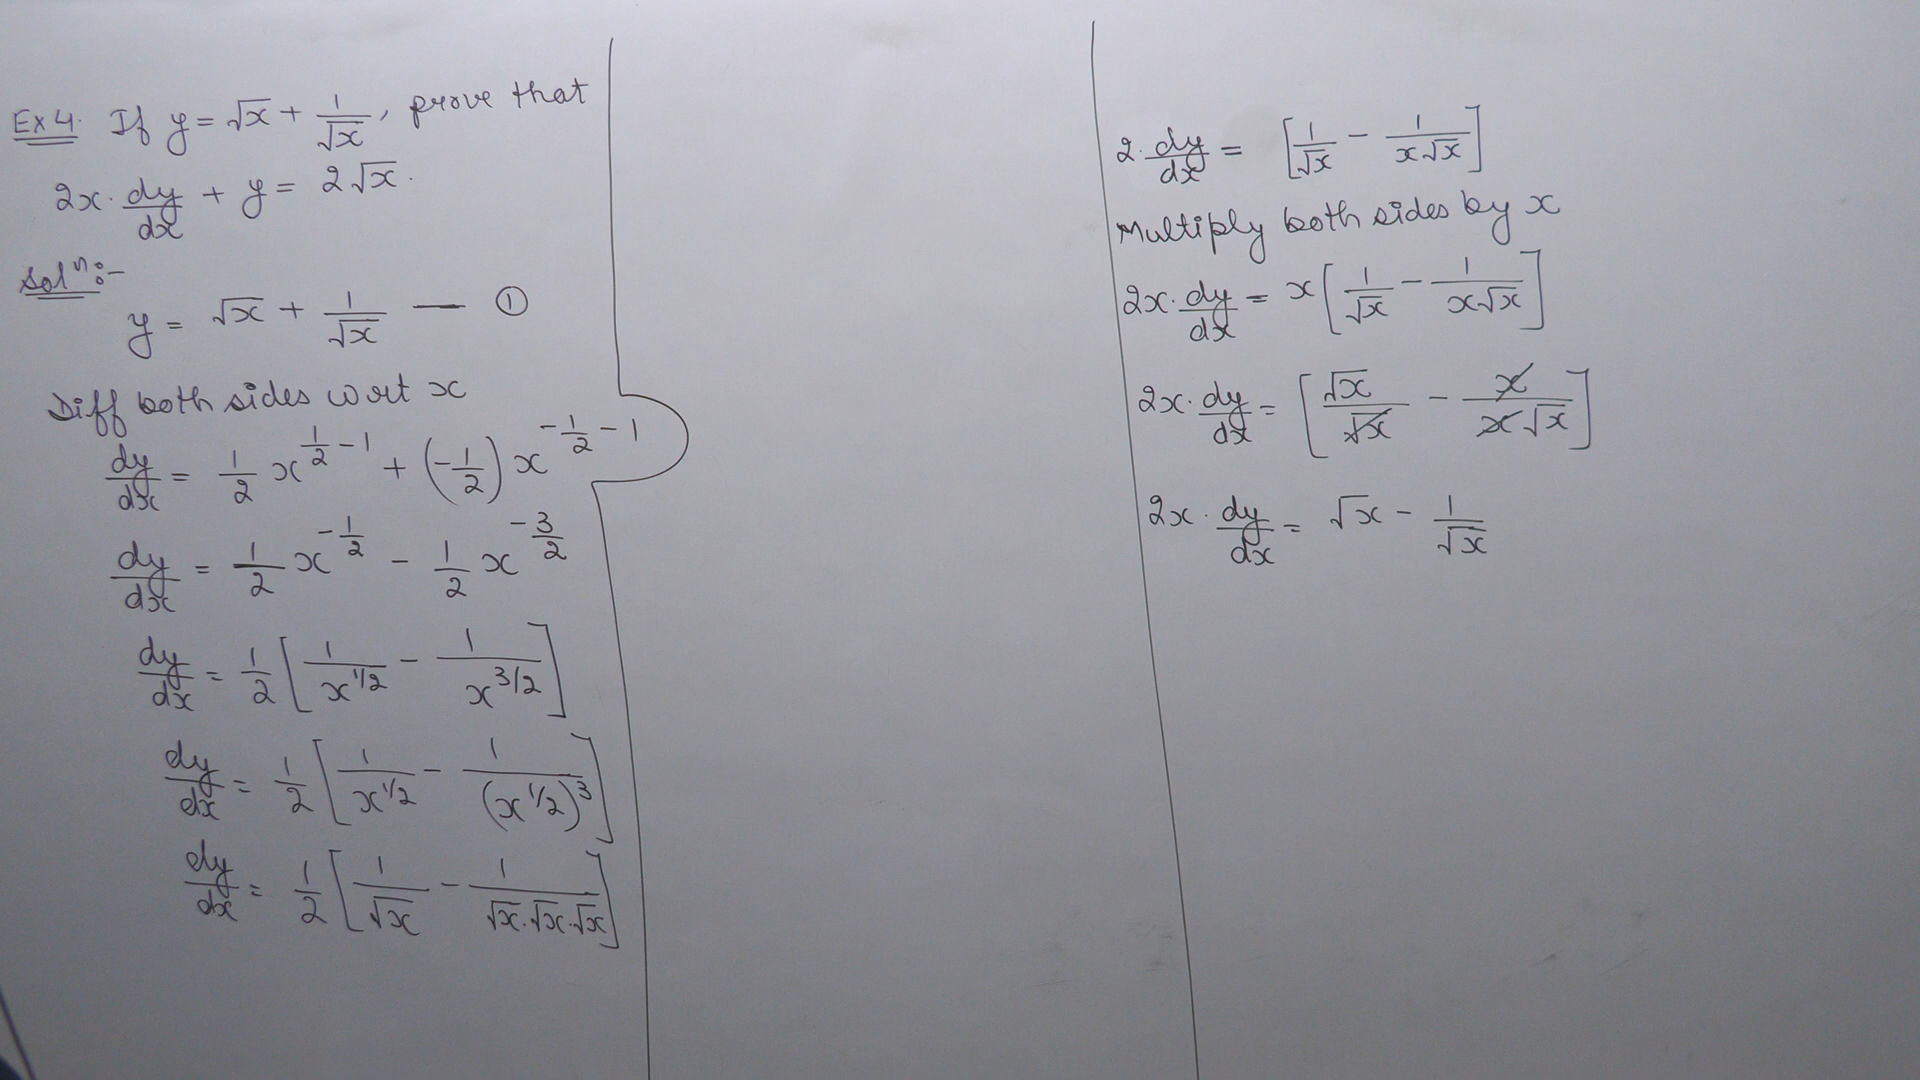 Ex 4. If y = √x + 1/√x, prove that
2x · dy/dx + y = 2√x.
Solⁿ:-
y = √x + 1/√x — ①
Diff both sides wrt x
dy/dx = 1/2 x^(1/2 - 1) + (-1/2) x^(-1/2 - 1)
dy/dx = 1/2 x^(-1/2) - 1/2 x^(-3/2)
dy/dx = 1/2 [1/x^(1/2) - 1/x^(3/2)]
dy/dx = 1/2 [1/x^(1/2) - 1/(x^(1/2))^3]
dy/dx = 1/2 [1/√x - 1/(√x·√x·√x)]
2 · dy/dx = [1/√x - 1/(x√x)]
Multiply both sides by x
2x · dy/dx = x [1/√x - 1/(x√x)]
2x · dy/dx = [√x/√x - x/(x√x)]
2x · dy/dx = √x - 1/√x